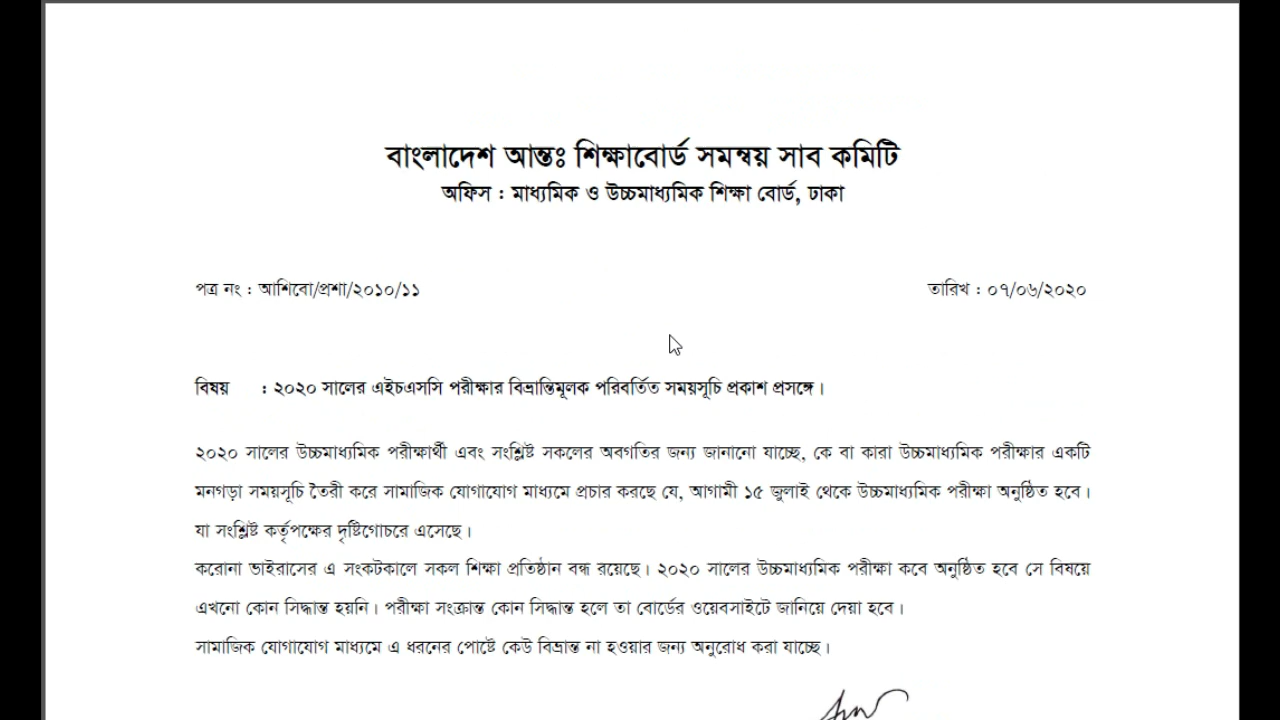 বাংলাদেশ আন্তঃ শিক্ষাবোর্ড সমন্বয় সাব কমিটি
অফিস : মাধ্যমিক ও উচ্চমাধ্যমিক শিক্ষা বোর্ড, ঢাকা
পত্র নং : আশিবো/প্রশা/২০১০/১১ তারিখ : ০৭/০৬/২০২০
বিষয় : ২০২০ সালের এইচএসসি পরীক্ষার বিভ্রান্তিমূলক পরিবর্তিত সময়সূচি প্রকাশ প্রসঙ্গে।
২০২০ সালের উচ্চমাধ্যমিক পরীক্ষার্থী এবং সংশ্লিষ্ট সকলের অবগতির জন্য জানানো যাচ্ছে, কে বা কারা উচ্চমাধ্যমিক পরীক্ষার একটি
মনগড়া সময়সূচি তৈরী করে সামাজিক যোগাযোগ মাধ্যমে প্রচার করছে যে, আগামী ১৫ জুলাই থেকে উচ্চমাধ্যমিক পরীক্ষা অনুষ্ঠিত হবে।
যা সংশ্লিষ্ট কর্তৃপক্ষের দৃষ্টিগোচরে এসেছে।
করোনা ভাইরাসের এ সংকটকালে সকল শিক্ষা প্রতিষ্ঠান বন্ধ রয়েছে। ২০২০ সালের উচ্চমাধ্যমিক পরীক্ষা কবে অনুষ্ঠিত হবে সে বিষয়ে
এখনো কোন সিদ্ধান্ত হয়নি। পরীক্ষা সংক্রান্ত কোন সিদ্ধান্ত হলে তা বোর্ডের ওয়েবসাইটে জানিয়ে দেয়া হবে।
সামাজিক যোগাযোগ মাধ্যমে এ ধরনের পোষ্টে কেউ বিভ্রান্ত না হওয়ার জন্য অনুরোধ করা যাচ্ছে।